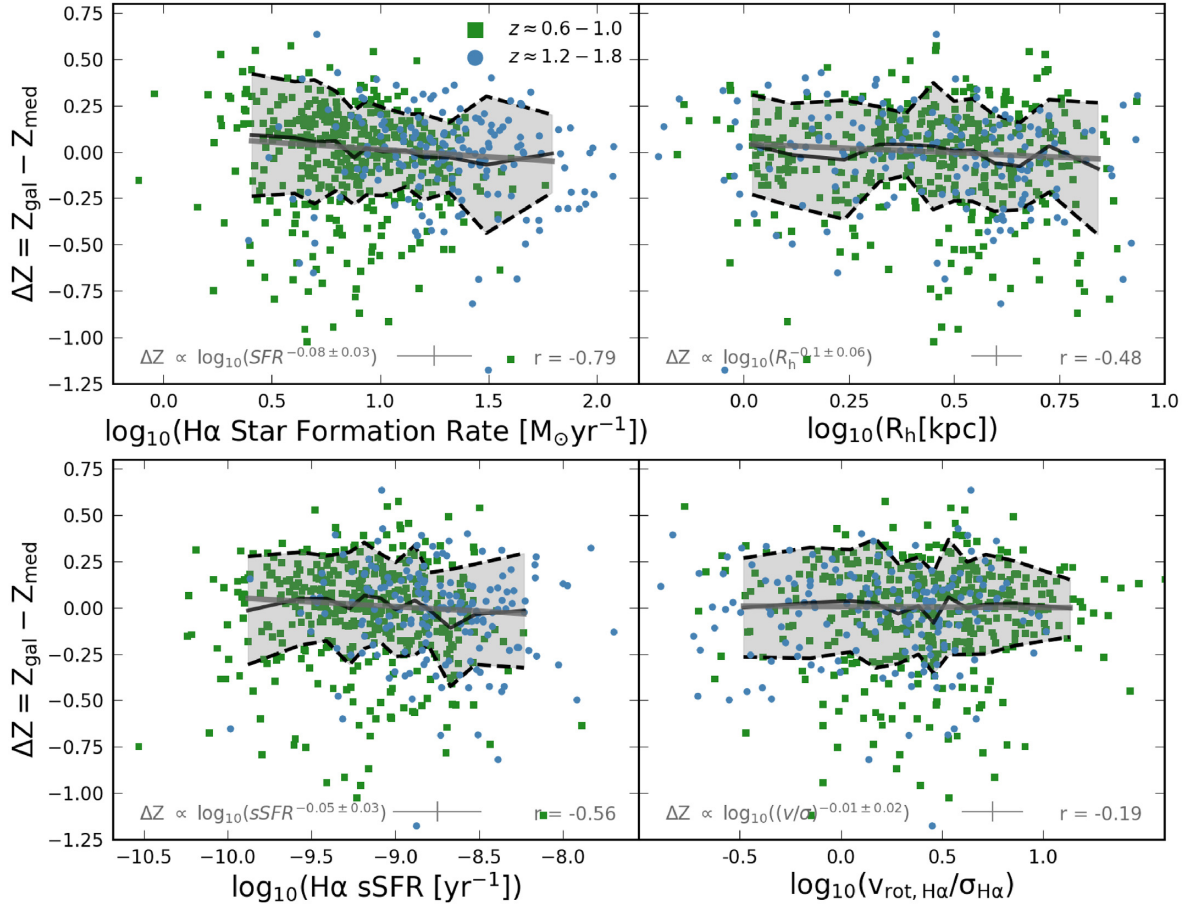 0.75
0.50
0.25
0.00
−0.25
−0.50
−0.75
−1.00
−1.25
ΔZ = Z_gal − Z_med
z ≈ 0.6 − 1.0
z ≈ 1.2 − 1.8
ΔZ ∝ log₁₀(SFR^−0.08 ± 0.03)
r = -0.79
0.0 0.5 1.0 1.5 2.0
log₁₀(Hα Star Formation Rate [M⊙yr⁻¹])
ΔZ ∝ log₁₀(R_h^−0.1 ± 0.06)
r = -0.48
0.0 0.25 0.50 0.75 1.0
log₁₀(R_h[kpc])
0.75
0.50
0.25
0.00
−0.25
−0.50
−0.75
−1.00
−1.25
ΔZ = Z_gal − Z_med
ΔZ ∝ log₁₀(sSFR^−0.05 ± 0.03)
r = -0.56
−10.5 −10.0 −9.5 −9.0 −8.5 −8.0
log₁₀(Hα sSFR [yr⁻¹])
ΔZ ∝ log₁₀((v/σ)^−0.01 ± 0.02)
r = -0.19
-0.5 0.0 0.5 1.0
log₁₀(v_rot, Hα/σ_Hα)